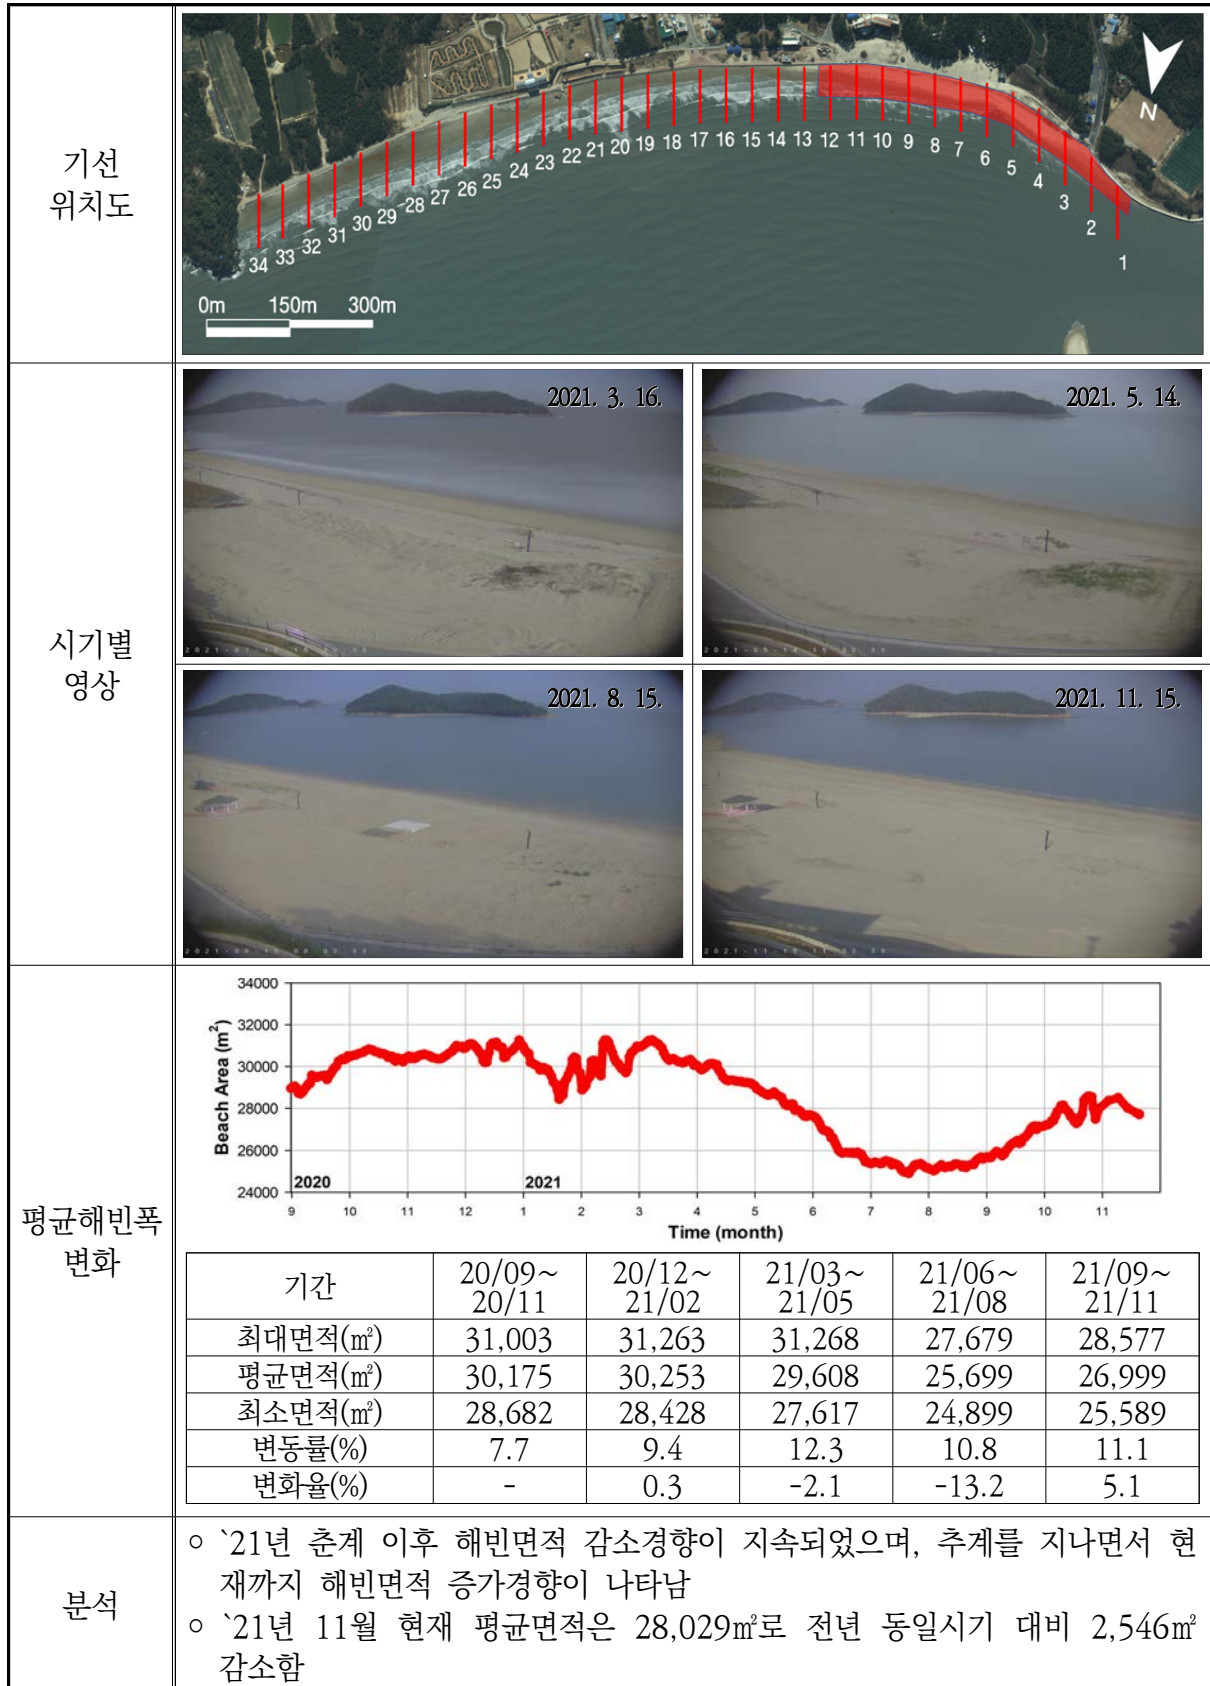 기선
위치도
N
34 33 32 31 30 29 28 27 26 25 24 23 22 21 20 19 18 17 16 15 14 13 12 11 10 9 8 7 6 5 4 3 2 1
0m 150m 300m
시기별
영상
2021. 3. 16.
2021. 5. 14.
2021. 8. 15.
2021. 11. 15.
평균해빈폭
변화
Beach Area (m²)
34000
32000
30000
28000
26000
24000
2020 2021
9 10 11 12 1 2 3 4 5 6 7 8 9 10 11
Time (month)
기간 20/09~ 20/11 20/12~ 21/02 21/03~ 21/05 21/06~ 21/08 21/09~ 21/11
최대면적(㎡) 31,003 31,263 31,268 27,679 28,577
평균면적(㎡) 30,175 30,253 29,608 25,699 26,999
최소면적(㎡) 28,682 28,428 27,617 24,899 25,589
변동률(%) 7.7 9.4 12.3 10.8 11.1
변화율(%) - 0.3 -2.1 -13.2 5.1
분석
○ `21년 춘계 이후 해빈면적 감소경향이 지속되었으며, 추계를 지나면서 현
재까지 해빈면적 증가경향이 나타남
○ `21년 11월 현재 평균면적은 28,029㎡로 전년 동일시기 대비 2,546㎡
감소함